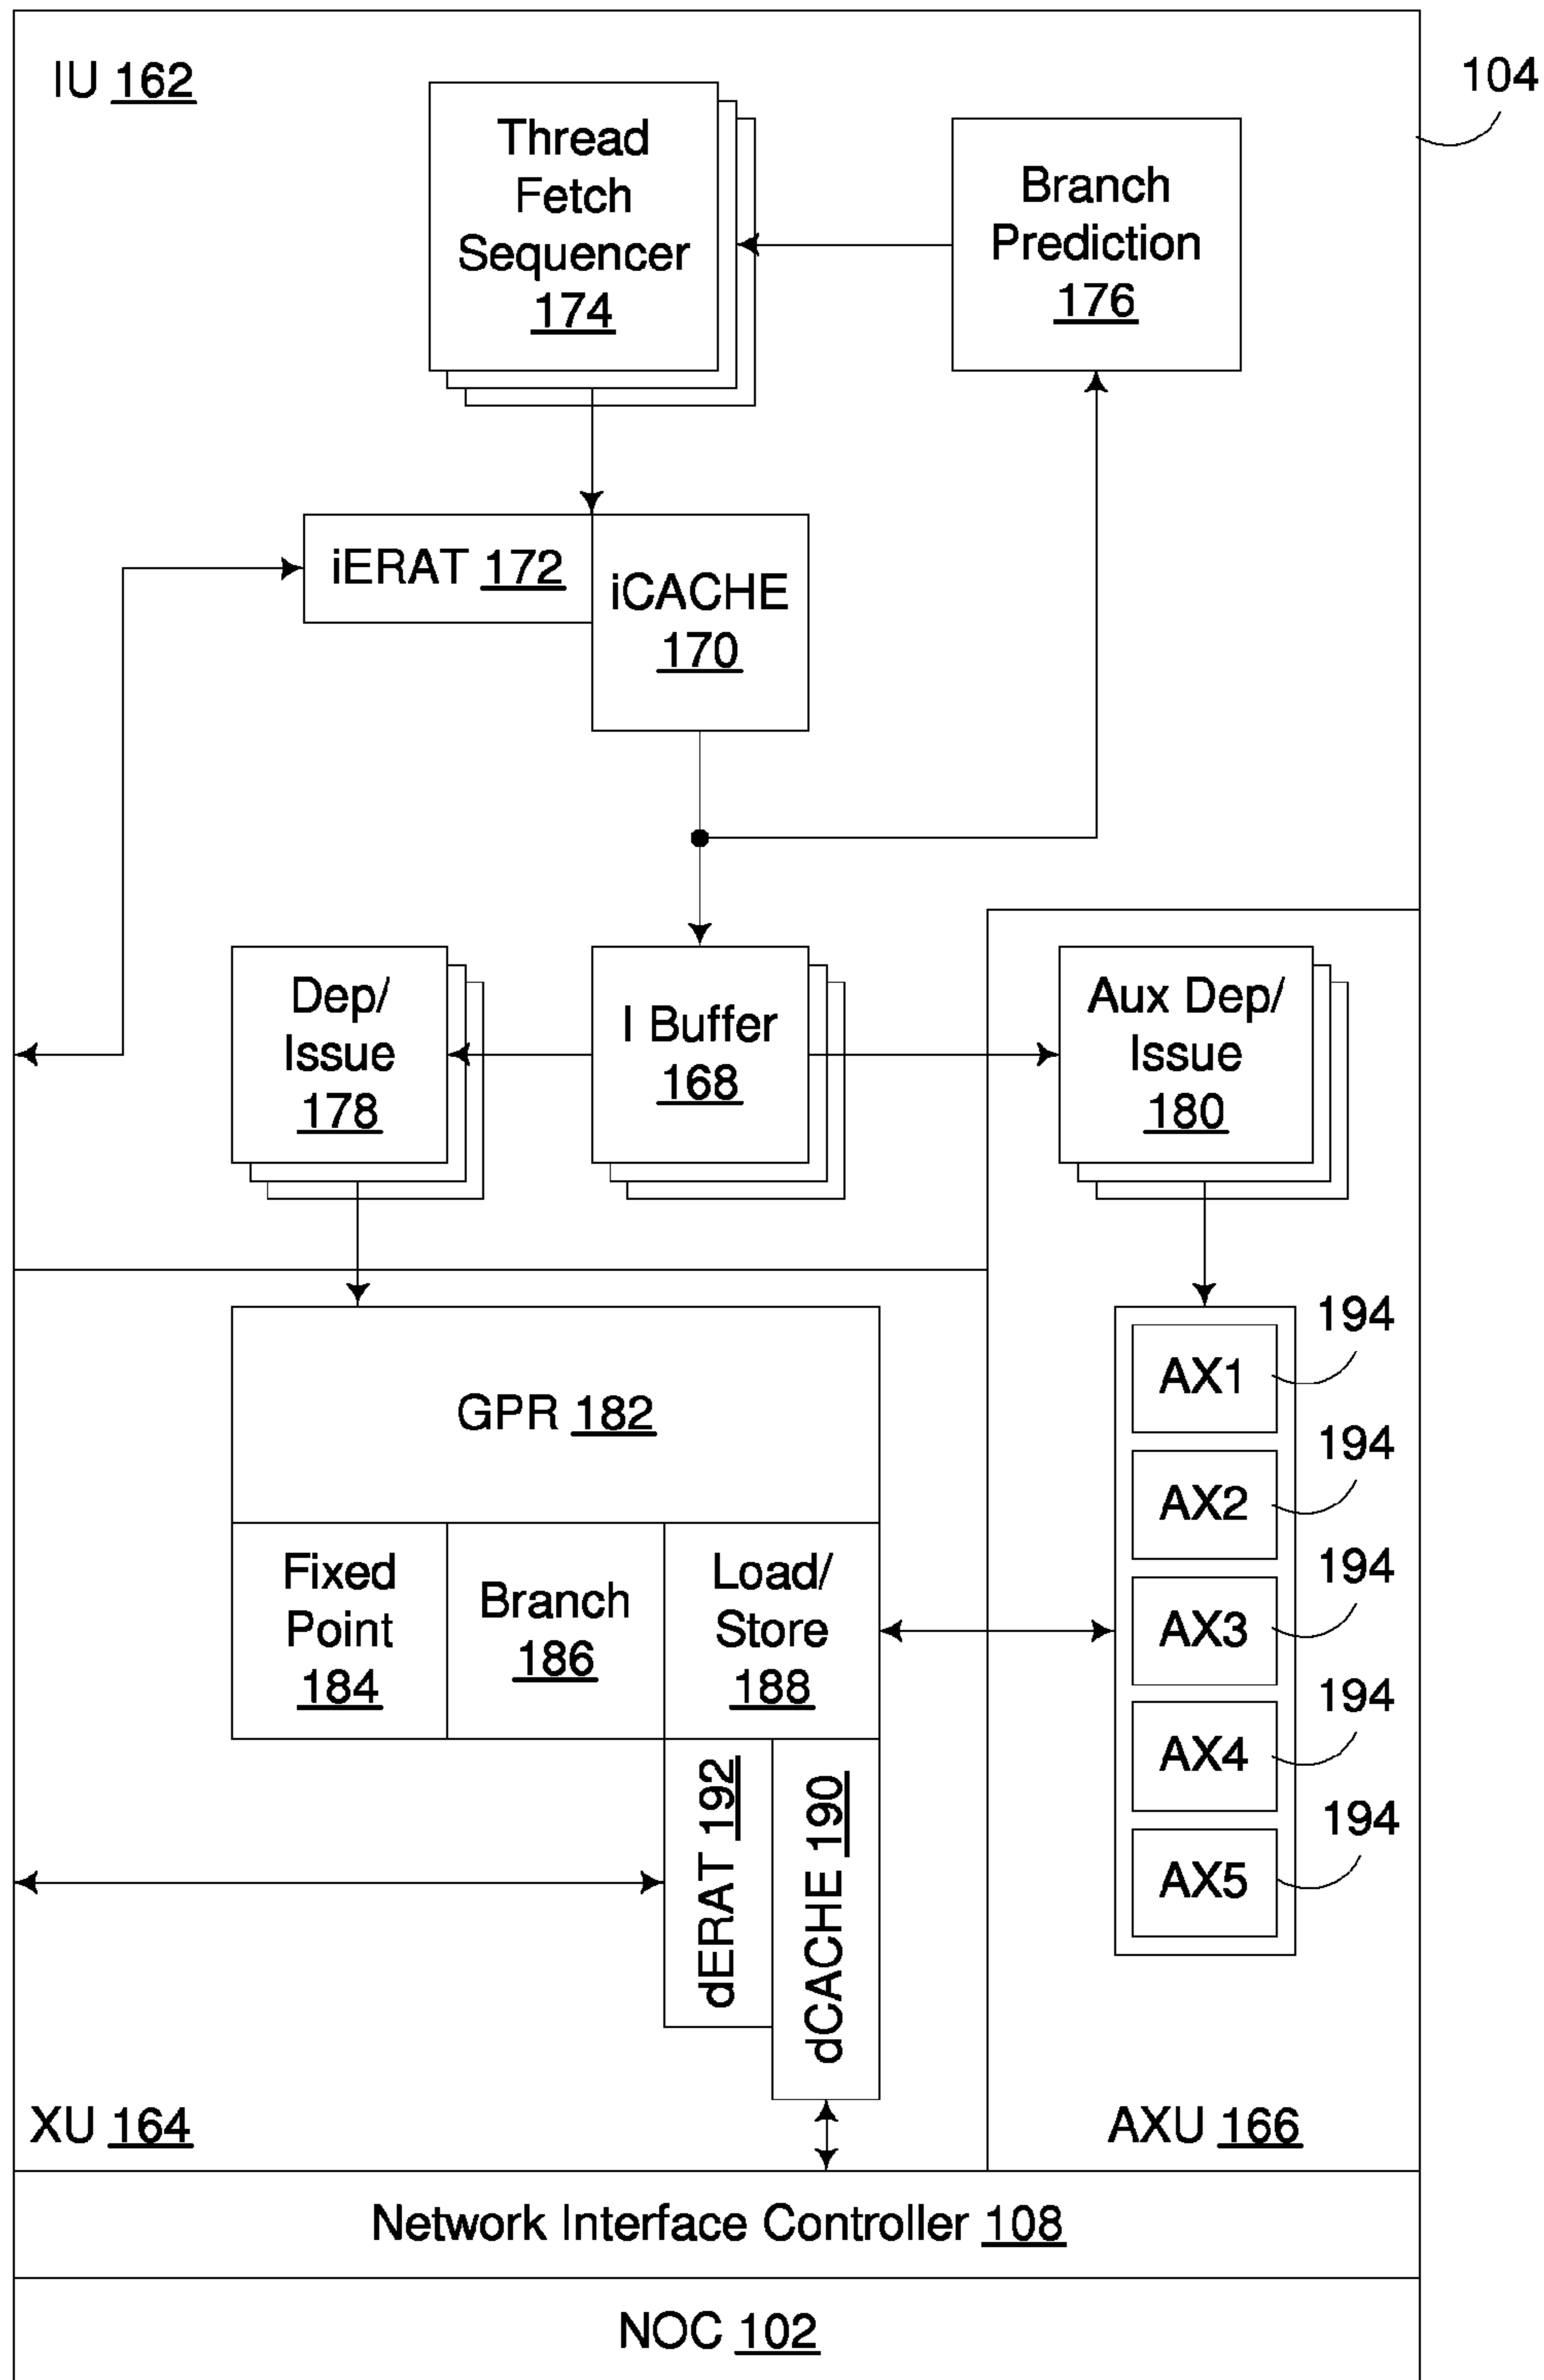 IU 162
104
Thread
Fetch
Sequencer
174
Branch
Prediction
176
iERAT 172
iCACHE
170
Dep/
Issue
178
I Buffer
168
Aux Dep/
Issue
180
GPR 182
Fixed
Point
184
Branch
186
Load/
Store
188
dERAT 192
dCACHE 190
194
AX1
194
AX2
194
AX3
194
AX4
194
AX5
XU 164
AXU 166
Network Interface Controller 108
NOC 102